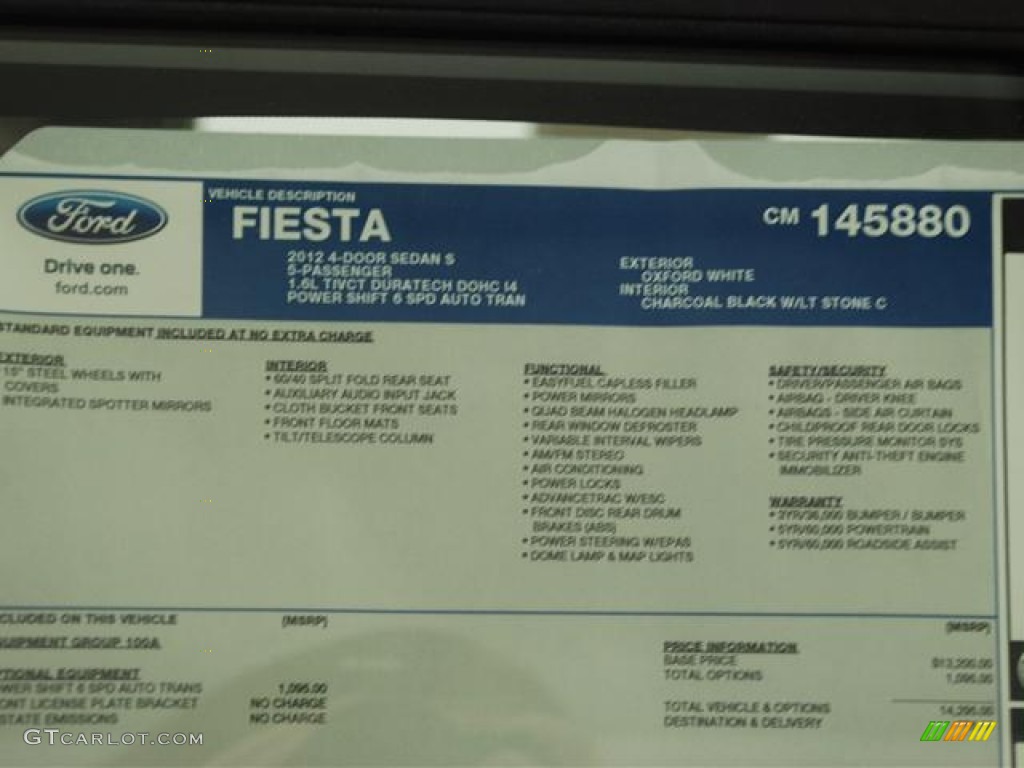 Ford
Drive one.
ford.com
VEHICLE DESCRIPTION
FIESTA
2012 4-DOOR SEDAN S
5-PASSENGER
1.6L TIVCT DURATECH DOHC I4
POWER SHIFT 6 SPD AUTO TRAN
CM 145880
EXTERIOR
OXFORD WHITE
INTERIOR
CHARCOAL BLACK W/LT STONE C
STANDARD EQUIPMENT INCLUDED AT NO EXTRA CHARGE
EXTERIOR
15" STEEL WHEELS WITH
COVERS
INTEGRATED SPOTTER MIRRORS
INTERIOR
• 60/40 SPLIT FOLD REAR SEAT
• AUXILIARY AUDIO INPUT JACK
• CLOTH BUCKET FRONT SEATS
• FRONT FLOOR MATS
• TILT/TELESCOPE COLUMN
FUNCTIONAL
• EASYFUEL CAPLESS FILLER
• POWER MIRRORS
• QUAD BEAM HALOGEN HEADLAMP
• REAR WINDOW DEFROSTER
• VARIABLE INTERVAL WIPERS
• AM/FM STEREO
• AIR CONDITIONING
• POWER LOCKS
• ADVANCETRAC W/ESC
• FRONT DISC REAR DRUM
BRAKES (ABS)
• POWER STEERING W/EPAS
• DOME LAMP & MAP LIGHTS
SAFETY/SECURITY
• DRIVER/PASSENGER AIR BAGS
• AIRBAG - DRIVER KNEE
• AIRBAGS - SIDE AIR CURTAIN
• CHILDPROOF REAR DOOR LOCKS
• TIRE PRESSURE MONITOR SYS
• SECURITY ANTI-THEFT ENGINE
IMMOBILIZER
WARRANTY
• 3YR/36,000 BUMPER / BUMPER
• 5YR/60,000 POWERTRAIN
• 5YR/60,000 ROADSIDE ASSIST
CLUDED ON THIS VEHICLE (MSRP)
UIPMENT GROUP 100A
PTIONAL EQUIPMENT
WER SHIFT 6 SPD AUTO TRANS 1,095.00
ONT LICENSE PLATE BRACKET NO CHARGE
STATE EMISSIONS NO CHARGE
(MSRP)
PRICE INFORMATION
BASE PRICE $13,200.00
TOTAL OPTIONS 1,095.00
TOTAL VEHICLE & OPTIONS 14,295.00
DESTINATION & DELIVERY
GTCARLOT.COM